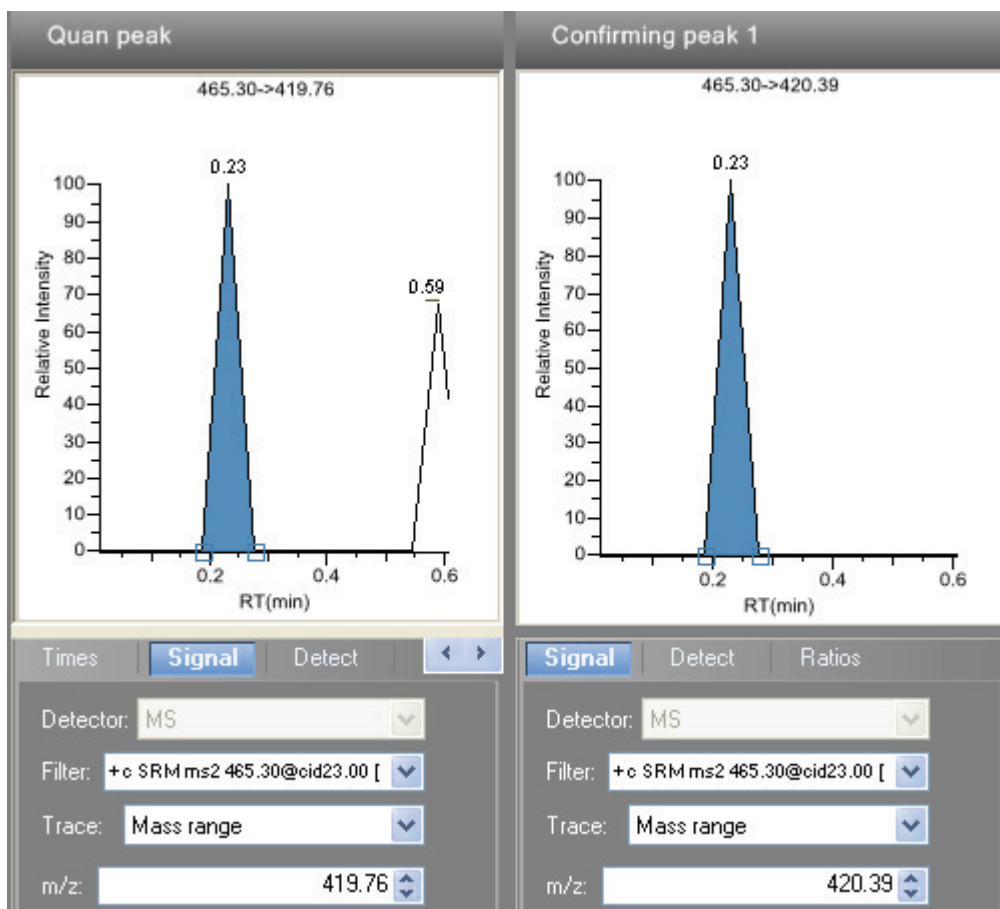 Quan peak
465.30->419.76
0.23
0.59
100
90
80
70
60
50
40
30
20
10
0
Relative Intensity
0.2 0.4 0.6
RT(min)
Times Signal Detect
Detector: MS
Filter: +c SRM ms2 465.30@cid23.00 [
Trace: Mass range
m/z: 419.76
Confirming peak 1
465.30->420.39
0.23
100
90
80
70
60
50
40
30
20
10
0
Relative Intensity
0.2 0.4 0.6
RT(min)
Signal Detect Ratios
Detector: MS
Filter: +c SRM ms2 465.30@cid23.00 [
Trace: Mass range
m/z: 420.39